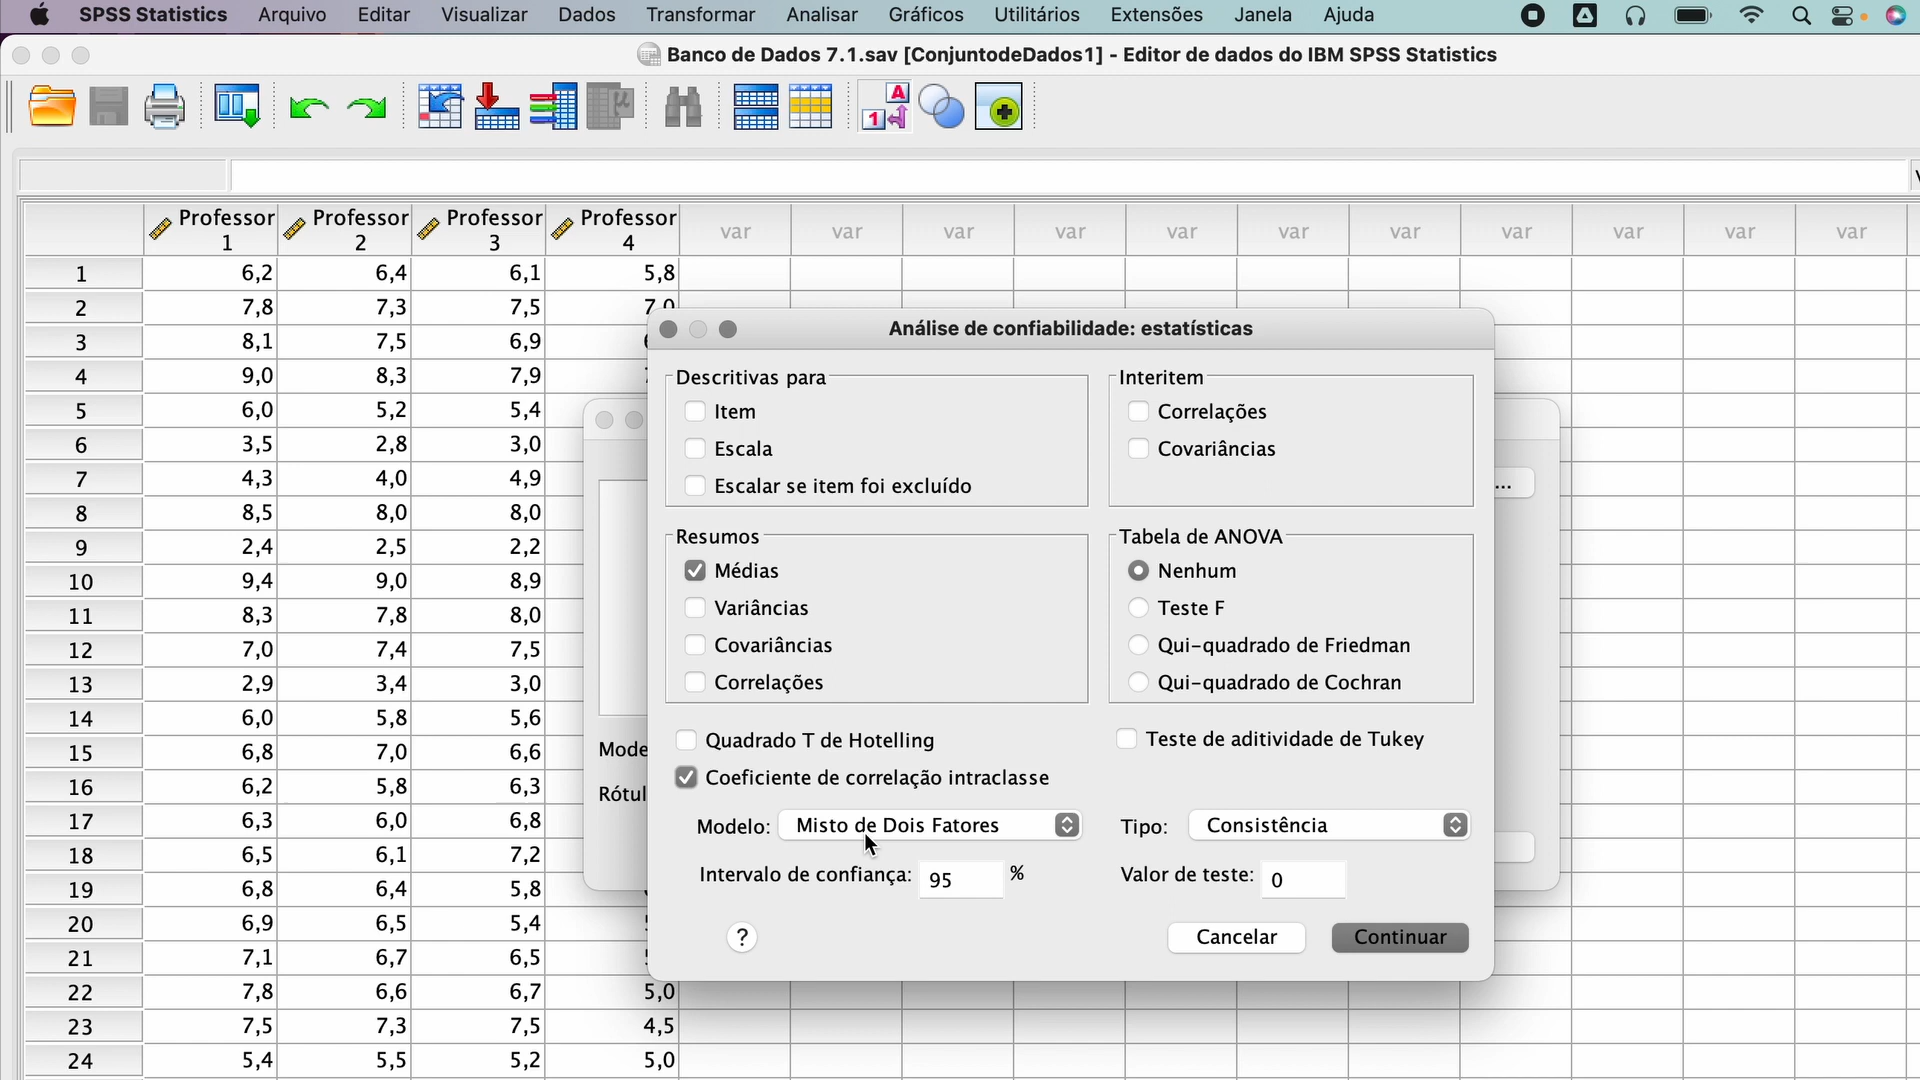 SPSS Statistics Arquivo Editar Visualizar Dados Transformar Analisar Gráficos Utilitários Extensões Janela Ajuda
Banco de Dados 7.1.sav [ConjuntodeDados1] - Editor de dados do IBM SPSS Statistics
Professor 1 Professor 2 Professor 3 Professor 4 var var var var var var var var var var var
1 6,2 6,4 6,1 5,8
2 7,8 7,3 7,5 7,0
3 8,1 7,5 6,9
4 9,0 8,3 7,9
5 6,0 5,2 5,4
6 3,5 2,8 3,0
7 4,3 4,0 4,9
8 8,5 8,0 8,0
9 2,4 2,5 2,2
10 9,4 9,0 8,9
11 8,3 7,8 8,0
12 7,0 7,4 7,5
13 2,9 3,4 3,0
14 6,0 5,8 5,6
15 6,8 7,0 6,6
16 6,2 5,8 6,3
17 6,3 6,0 6,8
18 6,5 6,1 7,2
19 6,8 6,4 5,8
20 6,9 6,5 5,4
21 7,1 6,7 6,5
22 7,8 6,6 6,7 5,0
23 7,5 7,3 7,5 4,5
24 5,4 5,5 5,2 5,0
Análise de confiabilidade: estatísticas
Descritivas para
Item
Escala
Escalar se item foi excluído
Interitem
Correlações
Covariâncias
Resumos
Médias
Variâncias
Covariâncias
Correlações
Tabela de ANOVA
Nenhum
Teste F
Qui-quadrado de Friedman
Qui-quadrado de Cochran
Quadrado T de Hotelling
Teste de aditividade de Tukey
Coeficiente de correlação intraclasse
Modelo: Misto de Dois Fatores Tipo: Consistência
Intervalo de confiança: 95 % Valor de teste: 0
? Cancelar Continuar